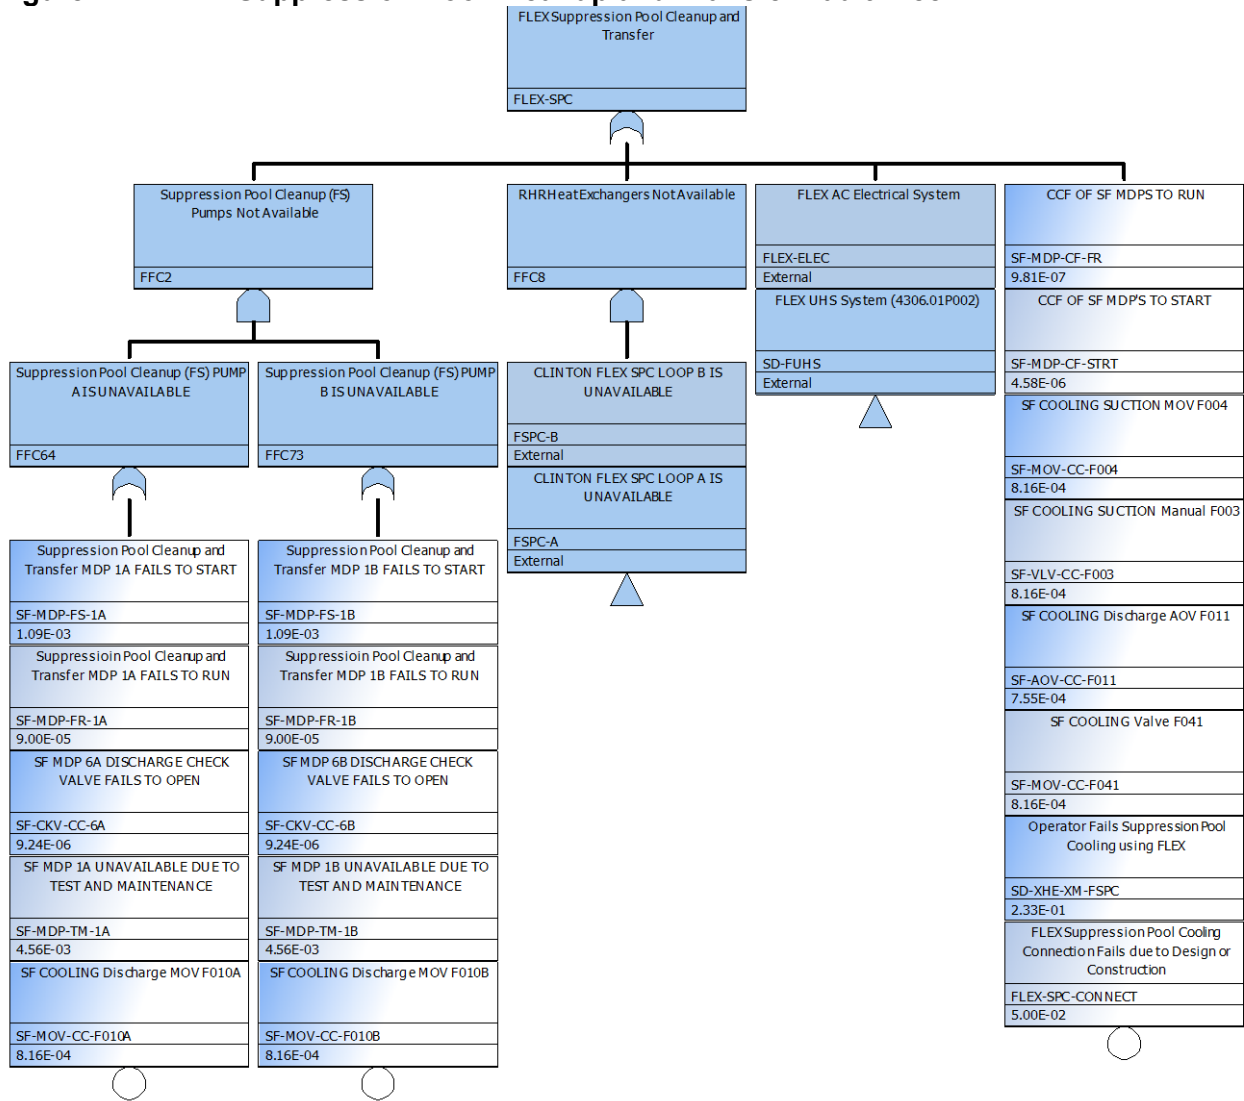 FLEX Suppression Pool Cleanup and
Transfer
FLEX-SPC
Suppression Pool Cleanup (FS)
Pumps Not Available
FFC2
RHR Heat Exchangers Not Available
FFC8
FLEX AC Electrical System
FLEX-ELEC
External
FLEX UHS System (4306.01P002)
SD-FUHS
External
CCF OF SF MDPS TO RUN
SF-MDP-CF-FR
9.81E-07
CCF OF SF MDP'S TO START
SF-MDP-CF-STRT
4.58E-06
SF COOLING SUCTION MOV F004
SF-MOV-CC-F004
8.16E-04
SF COOLING SUCTION Manual F003
SF-VLV-CC-F003
8.16E-04
SF COOLING Discharge AOV F011
SF-AOV-CC-F011
7.55E-04
SF COOLING Valve F041
SF-MOV-CC-F041
8.16E-04
Operator Fails Suppression Pool
Cooling using FLEX
SD-XHE-XM-FSPC
2.33E-01
FLEX Suppression Pool Cooling
Connection Fails due to Design or
Construction
FLEX-SPC-CONNECT
5.00E-02
Suppression Pool Cleanup (FS) PUMP
A IS UNAVAILABLE
FFC64
Suppression Pool Cleanup (FS) PUMP
B IS UNAVAILABLE
FFC73
CLINTON FLEX SPC LOOP B IS
UNAVAILABLE
FSPC-B
External
CLINTON FLEX SPC LOOP A IS
UNAVAILABLE
FSPC-A
External
Suppression Pool Cleanup and
Transfer MDP 1A FAILS TO START
SF-MDP-FS-1A
1.09E-03
Suppressioin Pool Cleanup and
Transfer MDP 1A FAILS TO RUN
SF-MDP-FR-1A
9.00E-05
SF MDP 6A DISCHARGE CHECK
VALVE FAILS TO OPEN
SF-CKV-CC-6A
9.24E-06
SF MDP 1A UNAVAILABLE DUE TO
TEST AND MAINTENANCE
SF-MDP-TM-1A
4.56E-03
SF COOLING Discharge MOV F010A
SF-MOV-CC-F010A
8.16E-04
Suppression Pool Cleanup and
Transfer MDP 1B FAILS TO START
SF-MDP-FS-1B
1.09E-03
Suppressioin Pool Cleanup and
Transfer MDP 1B FAILS TO RUN
SF-MDP-FR-1B
9.00E-05
SF MDP 6B DISCHARGE CHECK
VALVE FAILS TO OPEN
SF-CKV-CC-6B
9.24E-06
SF MDP 1B UNAVAILABLE DUE TO
TEST AND MAINTENANCE
SF-MDP-TM-1B
4.56E-03
SF COOLING Discharge MOV F010B
SF-MOV-CC-F010B
8.16E-04